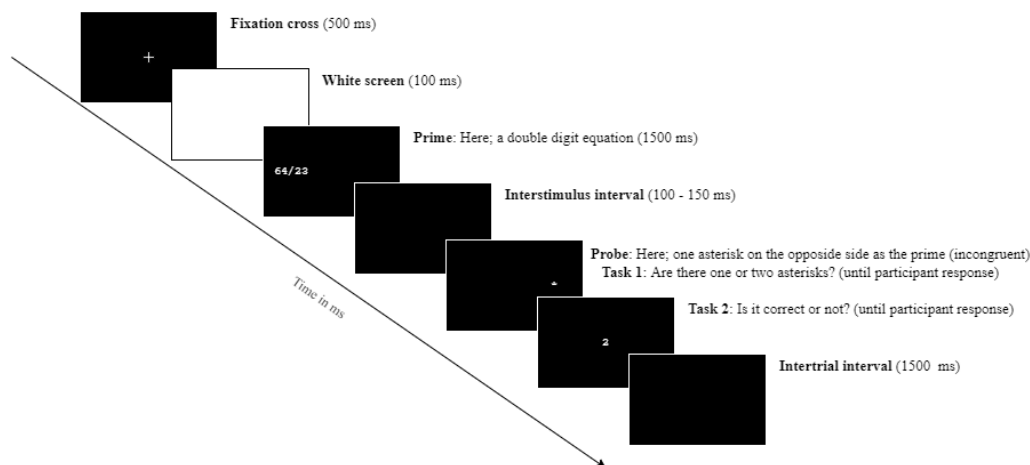 Fixation cross (500 ms)
White screen (100 ms)
Prime: Here; a double digit equation (1500 ms)
64/23
Interstimulus interval (100 - 150 ms)
Probe: Here; one asterisk on the opposide side as the prime (incongruent)
Task 1: Are there one or two asterisks? (until participant response)
*
Time in ms
Task 2: Is it correct or not? (until participant response)
2
Intertrial interval (1500 ms)